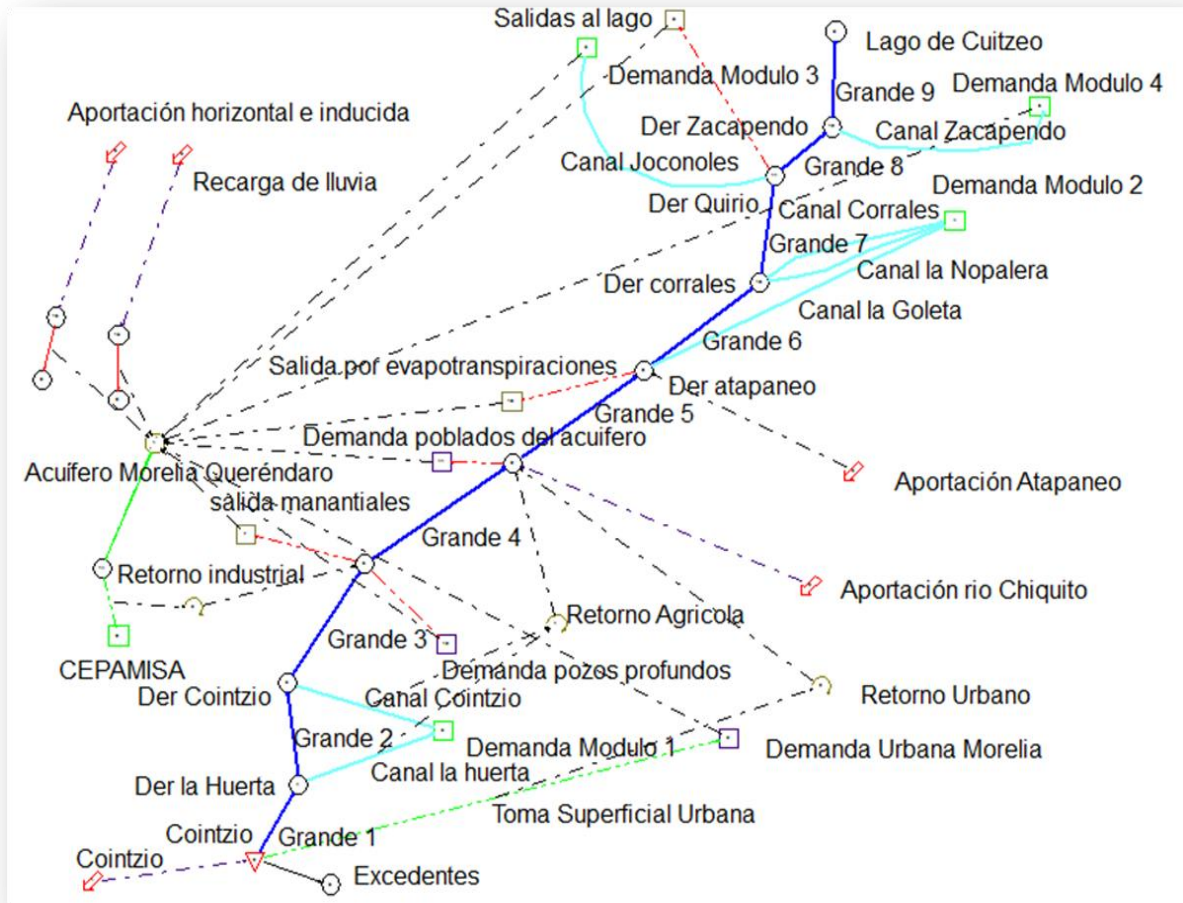 Salidas al lago
Lago de Cuitzeo
Demanda Modulo 3
Grande 9
Demanda Modulo 4
Aportación horizontal e inducida
Der Zacapendo
Canal Zacapendo
Canal Joconoles
Grande 8
Recarga de lluvia
Demanda Modulo 2
Der Quirio
Canal Corrales
Grande 7
Canal la Nopalera
Der corrales
Canal la Goleta
Grande 6
Salida por evapotranspiraciones
Der atapaneo
Grande 5
Demanda poblados del acuifero
Acuífero Morelia Queréndaro
Aportación Atapaneo
salida manantiales
Grande 4
Retorno industrial
Aportación rio Chiquito
Retorno Agricola
Grande 3
CEPAMISA
Demanda pozos profundos
Der Cointzio
Canal Cointzio
Retorno Urbano
Grande 2
Demanda Modulo 1
Demanda Urbana Morelia
Canal la huerta
Der la Huerta
Toma Superficial Urbana
Cointzio
Grande 1
Cointzio
Excedentes